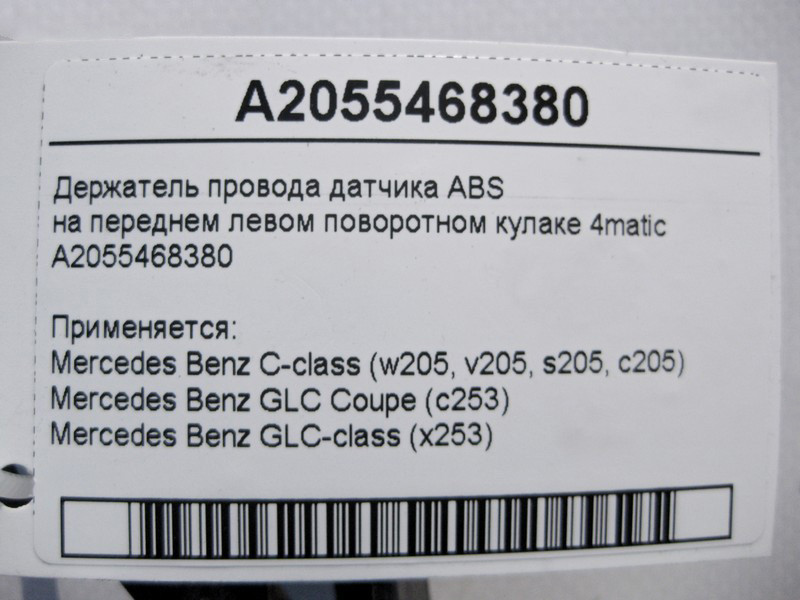 A2055468380
Держатель провода датчика ABS
на переднем левом поворотном кулаке 4matic
A2055468380
Применяется:
Mercedes Benz C-class (w205, v205, s205, c205)
Mercedes Benz GLC Coupe (c253)
Mercedes Benz GLC-class (x253)